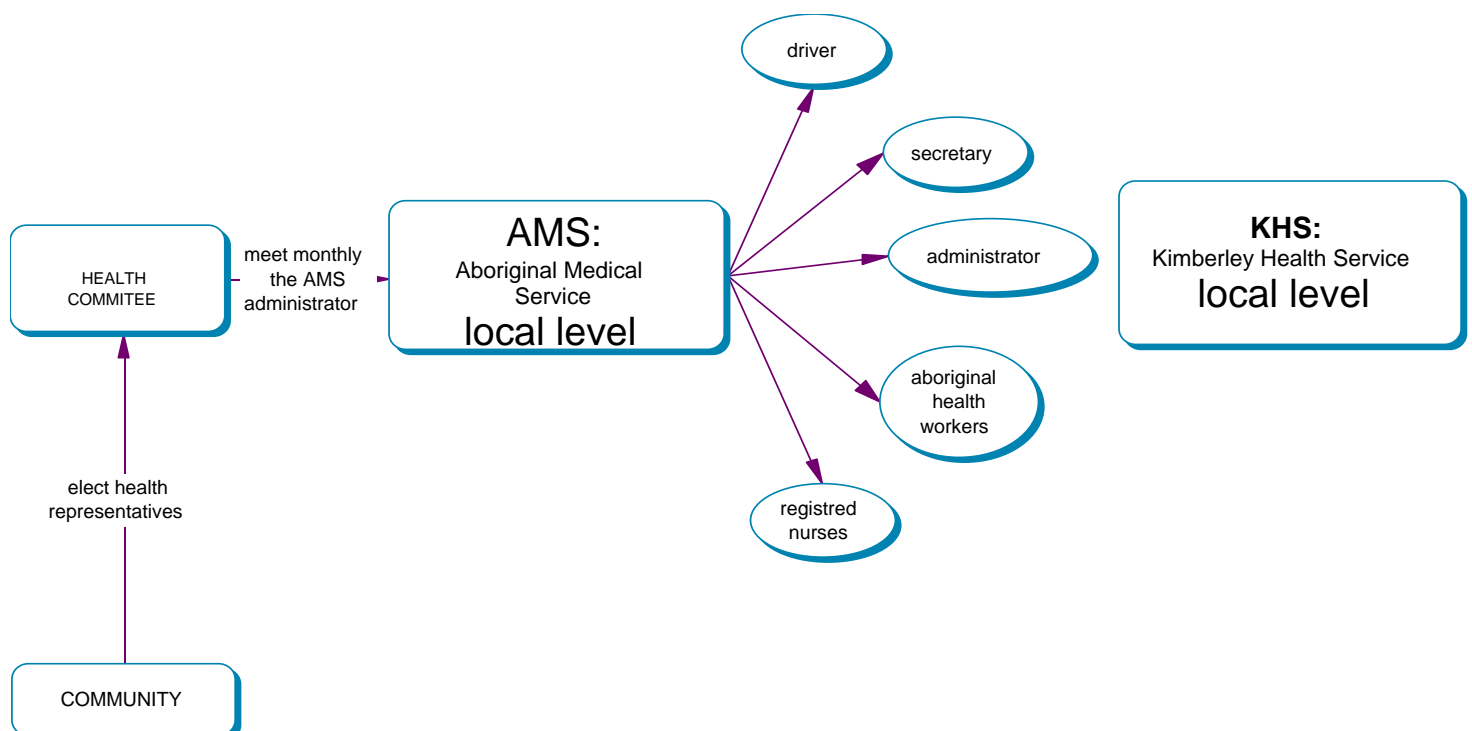 driver
secretary
administrator
aboriginal
health
workers
registred
nurses
AMS:
Aboriginal Medical
Service
local level
KHS:
Kimberley Health Service
local level
HEALTH
COMMITEE
meet monthly
the AMS
administrator
elect health
representatives
COMMUNITY